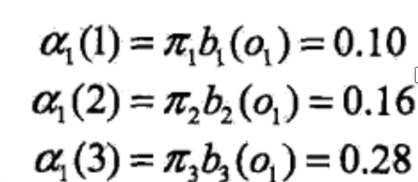 α₁(1) = π₁b₁(o₁) = 0.10
α₁(2) = π₂b₂(o₁) = 0.16
α₁(3) = π₃b₃(o₁) = 0.28